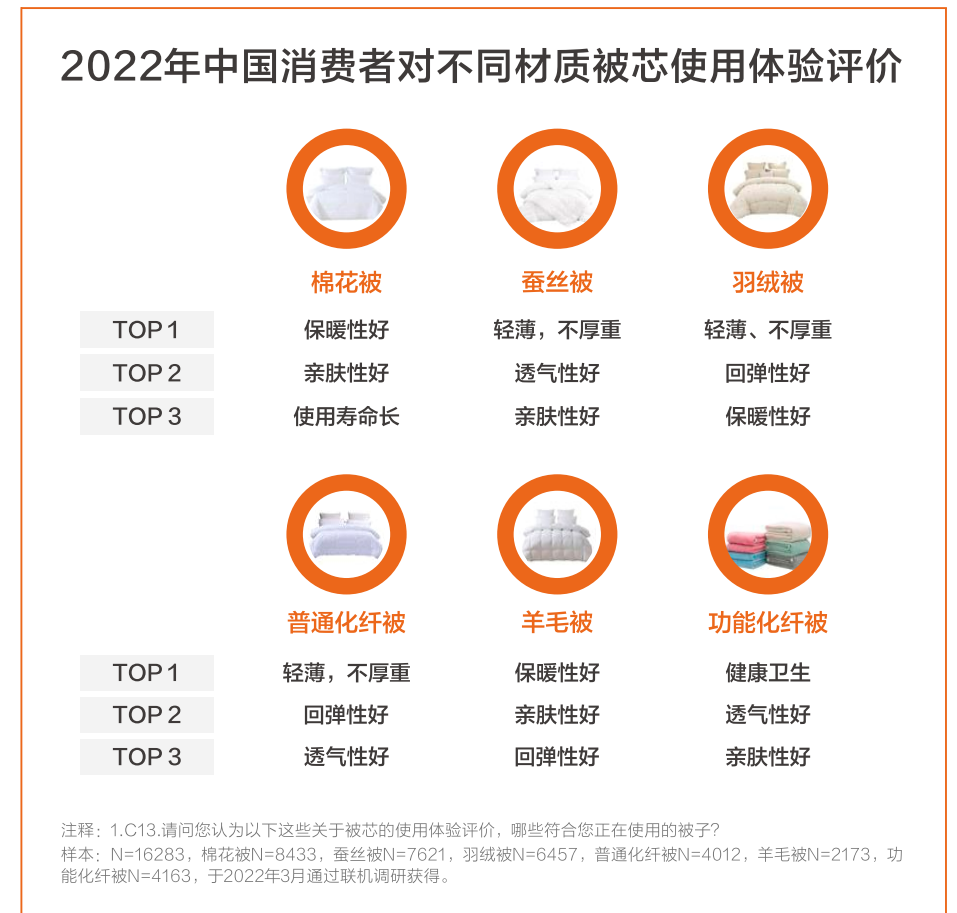 2022年中国消费者对不同材质被芯使用体验评价
棉花被 蚕丝被 羽绒被
TOP 1 保暖性好 轻薄，不厚重 轻薄、不厚重
TOP 2 亲肤性好 透气性好 回弹性好
TOP 3 使用寿命长 亲肤性好 保暖性好
普通化纤被 羊毛被 功能化纤被
TOP 1 轻薄，不厚重 保暖性好 健康卫生
TOP 2 回弹性好 亲肤性好 透气性好
TOP 3 透气性好 回弹性好 亲肤性好
注释：1.C13.请问您认为以下这些关于被芯的使用体验评价，哪些符合您正在使用的被子？
样本：N=16283，棉花被N=8433，蚕丝被N=7621，羽绒被N=6457，普通化纤被N=4012，羊毛被N=2173，功
能化纤被N=4163，于2022年3月通过联机调研获得。